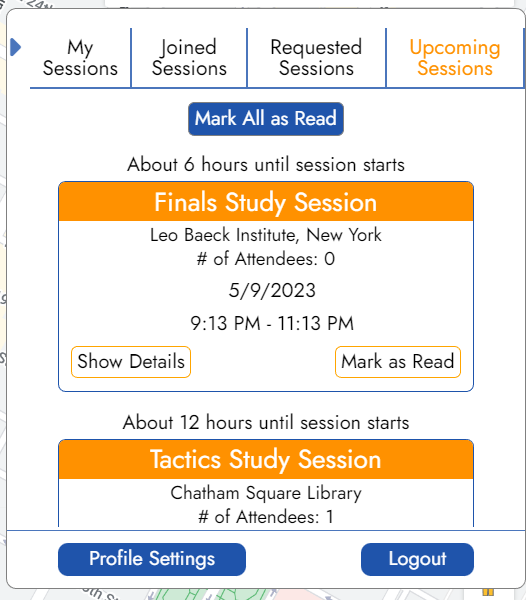 24th
My Sessions
Joined Sessions
Requested Sessions
Upcoming Sessions
Mark All as Read
About 6 hours until session starts
Finals Study Session
Leo Baeck Institute, New York
# of Attendees: 0
5/9/2023
9:13 PM - 11:13 PM
Show Details
Mark as Read
About 12 hours until session starts
Tactics Study Session
Chatham Square Library
# of Attendees: 1
Profile Settings
Logout